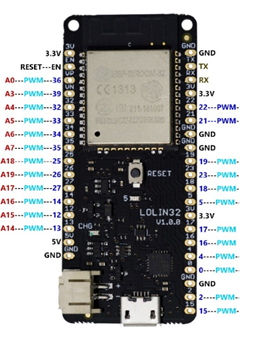 3.3V
RESET---EN
A0---PWM---36
A3---PWM---39
A4---PWM---32
A5---PWM---33
A6---PWM---34
A7---PWM---35
A18---PWM---25
A19---PWM---26
A17---PWM---27
A16---PWM---14
A15---PWM---12
A14---PWM---13
5V
GND
GND
TX
RX
3.3V
22---PWM-
21---PWM-
GND
GND
19---PWM-
23---PWM-
18---PWM-
5---PWM-
3.3V
17---PWM-
16---PWM-
4---PWM-
0---PWM-
GND
2----PWM-
15---PWM-
CE1313
RESET
LOLIN32
V1.0.0
CHG